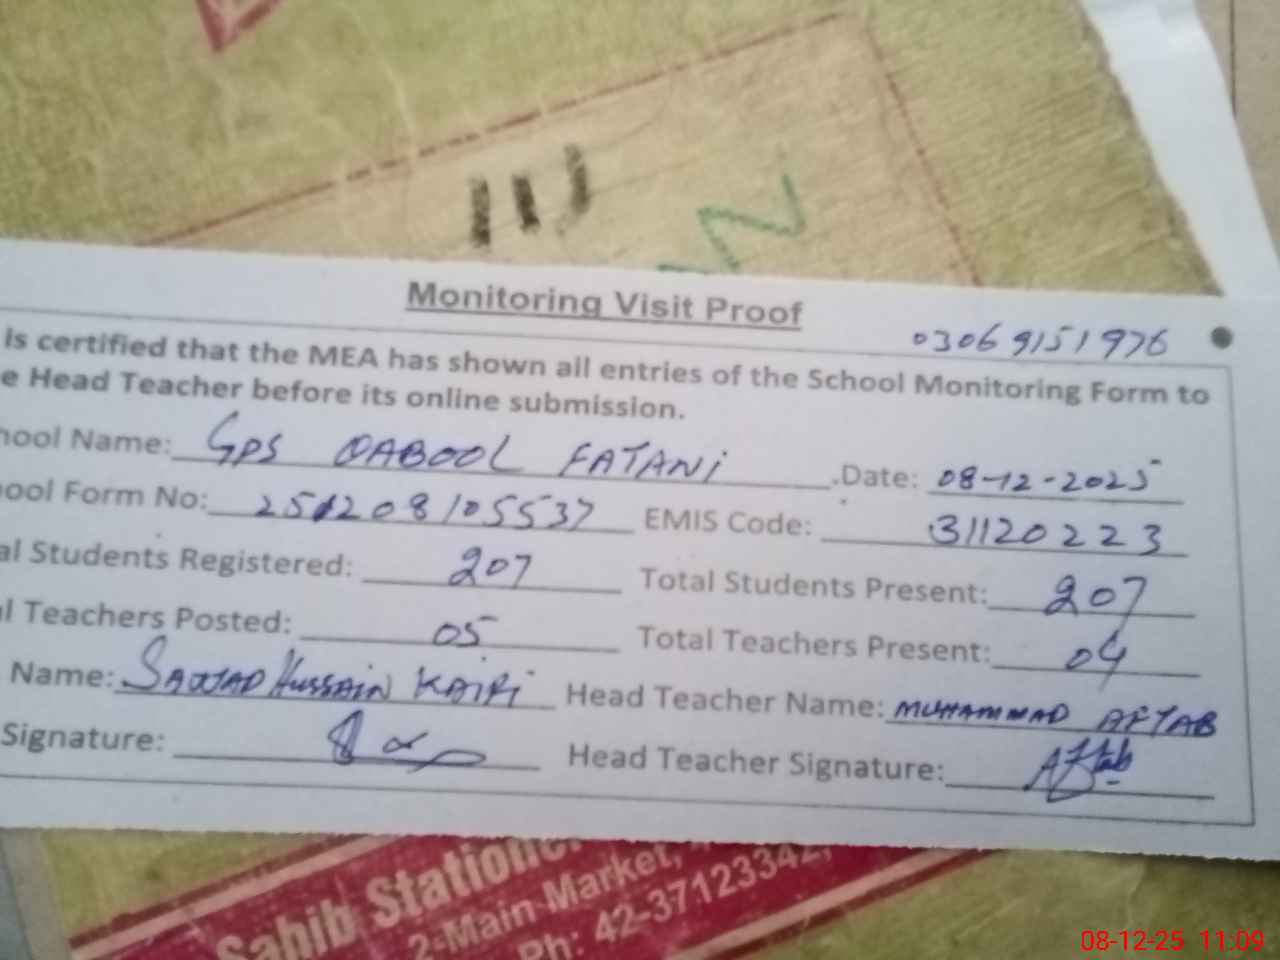 111
N
Monitoring Visit Proof
03069151976
is certified that the MEA has shown all entries of the School Monitoring Form to
e Head Teacher before its online submission.
hool Name: GPS QABOOL FATANI Date: 08-12-2025
ool Form No: 251208105537 EMIS Code: 31120223
al Students Registered: 207 Total Students Present: 207
l Teachers Posted: 05 Total Teachers Present: 04
Name: SAJJAD HUSSAIN KAIRI Head Teacher Name: MUHAMMAD AFTAB
Signature: Head Teacher Signature: Aftab
Sahib Statione
2-Main Market,
Ph: 42-37123342,
08-12-25 11:09